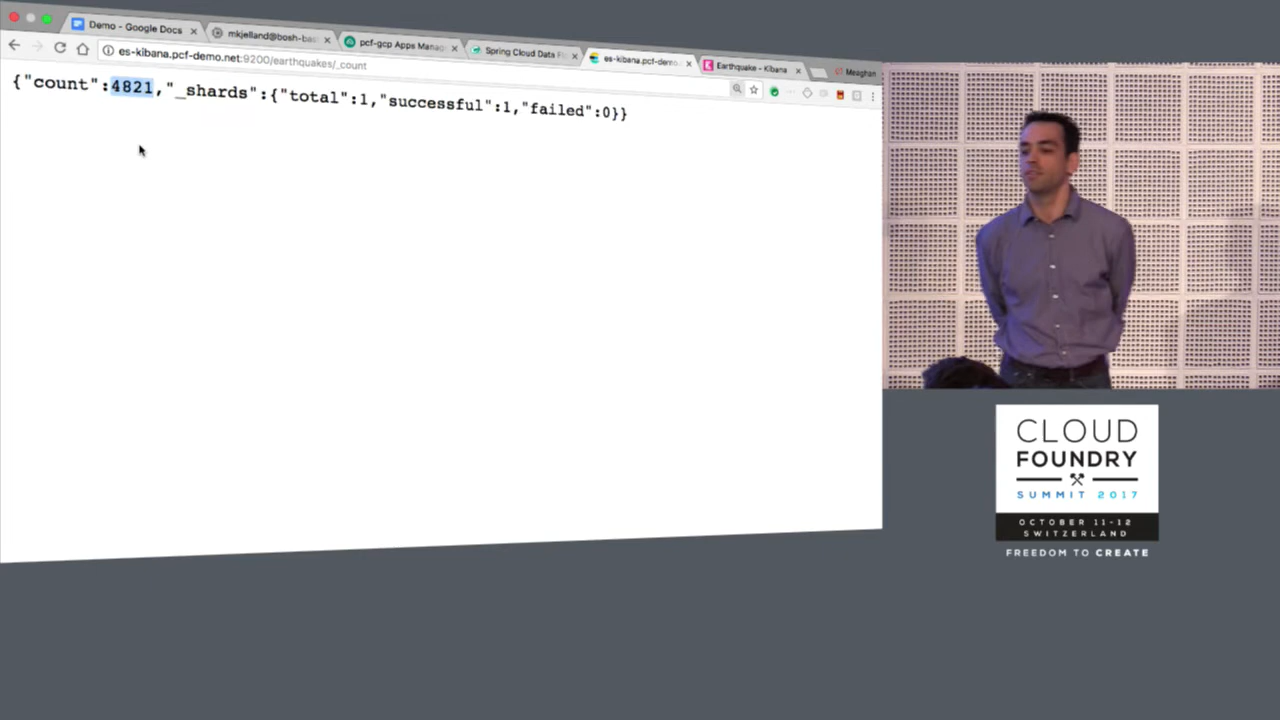 Demo - Google Docs
mkjelland@bosh-bas
pcf-gcp Apps Mana
Spring Cloud Data
es-kibana.pcf-demo.
Earthquake - Kibana
Meaghan
es-kibana.pcf-demo.net:9200/earthquakes/_count
{"count":4821,"_shards":{"total":1,"successful":1,"failed":0}}
CLOUD
FOUNDRY
SUMMIT 2017
OCTOBER 11-12
SWITZERLAND
FREEDOM TO CREATE